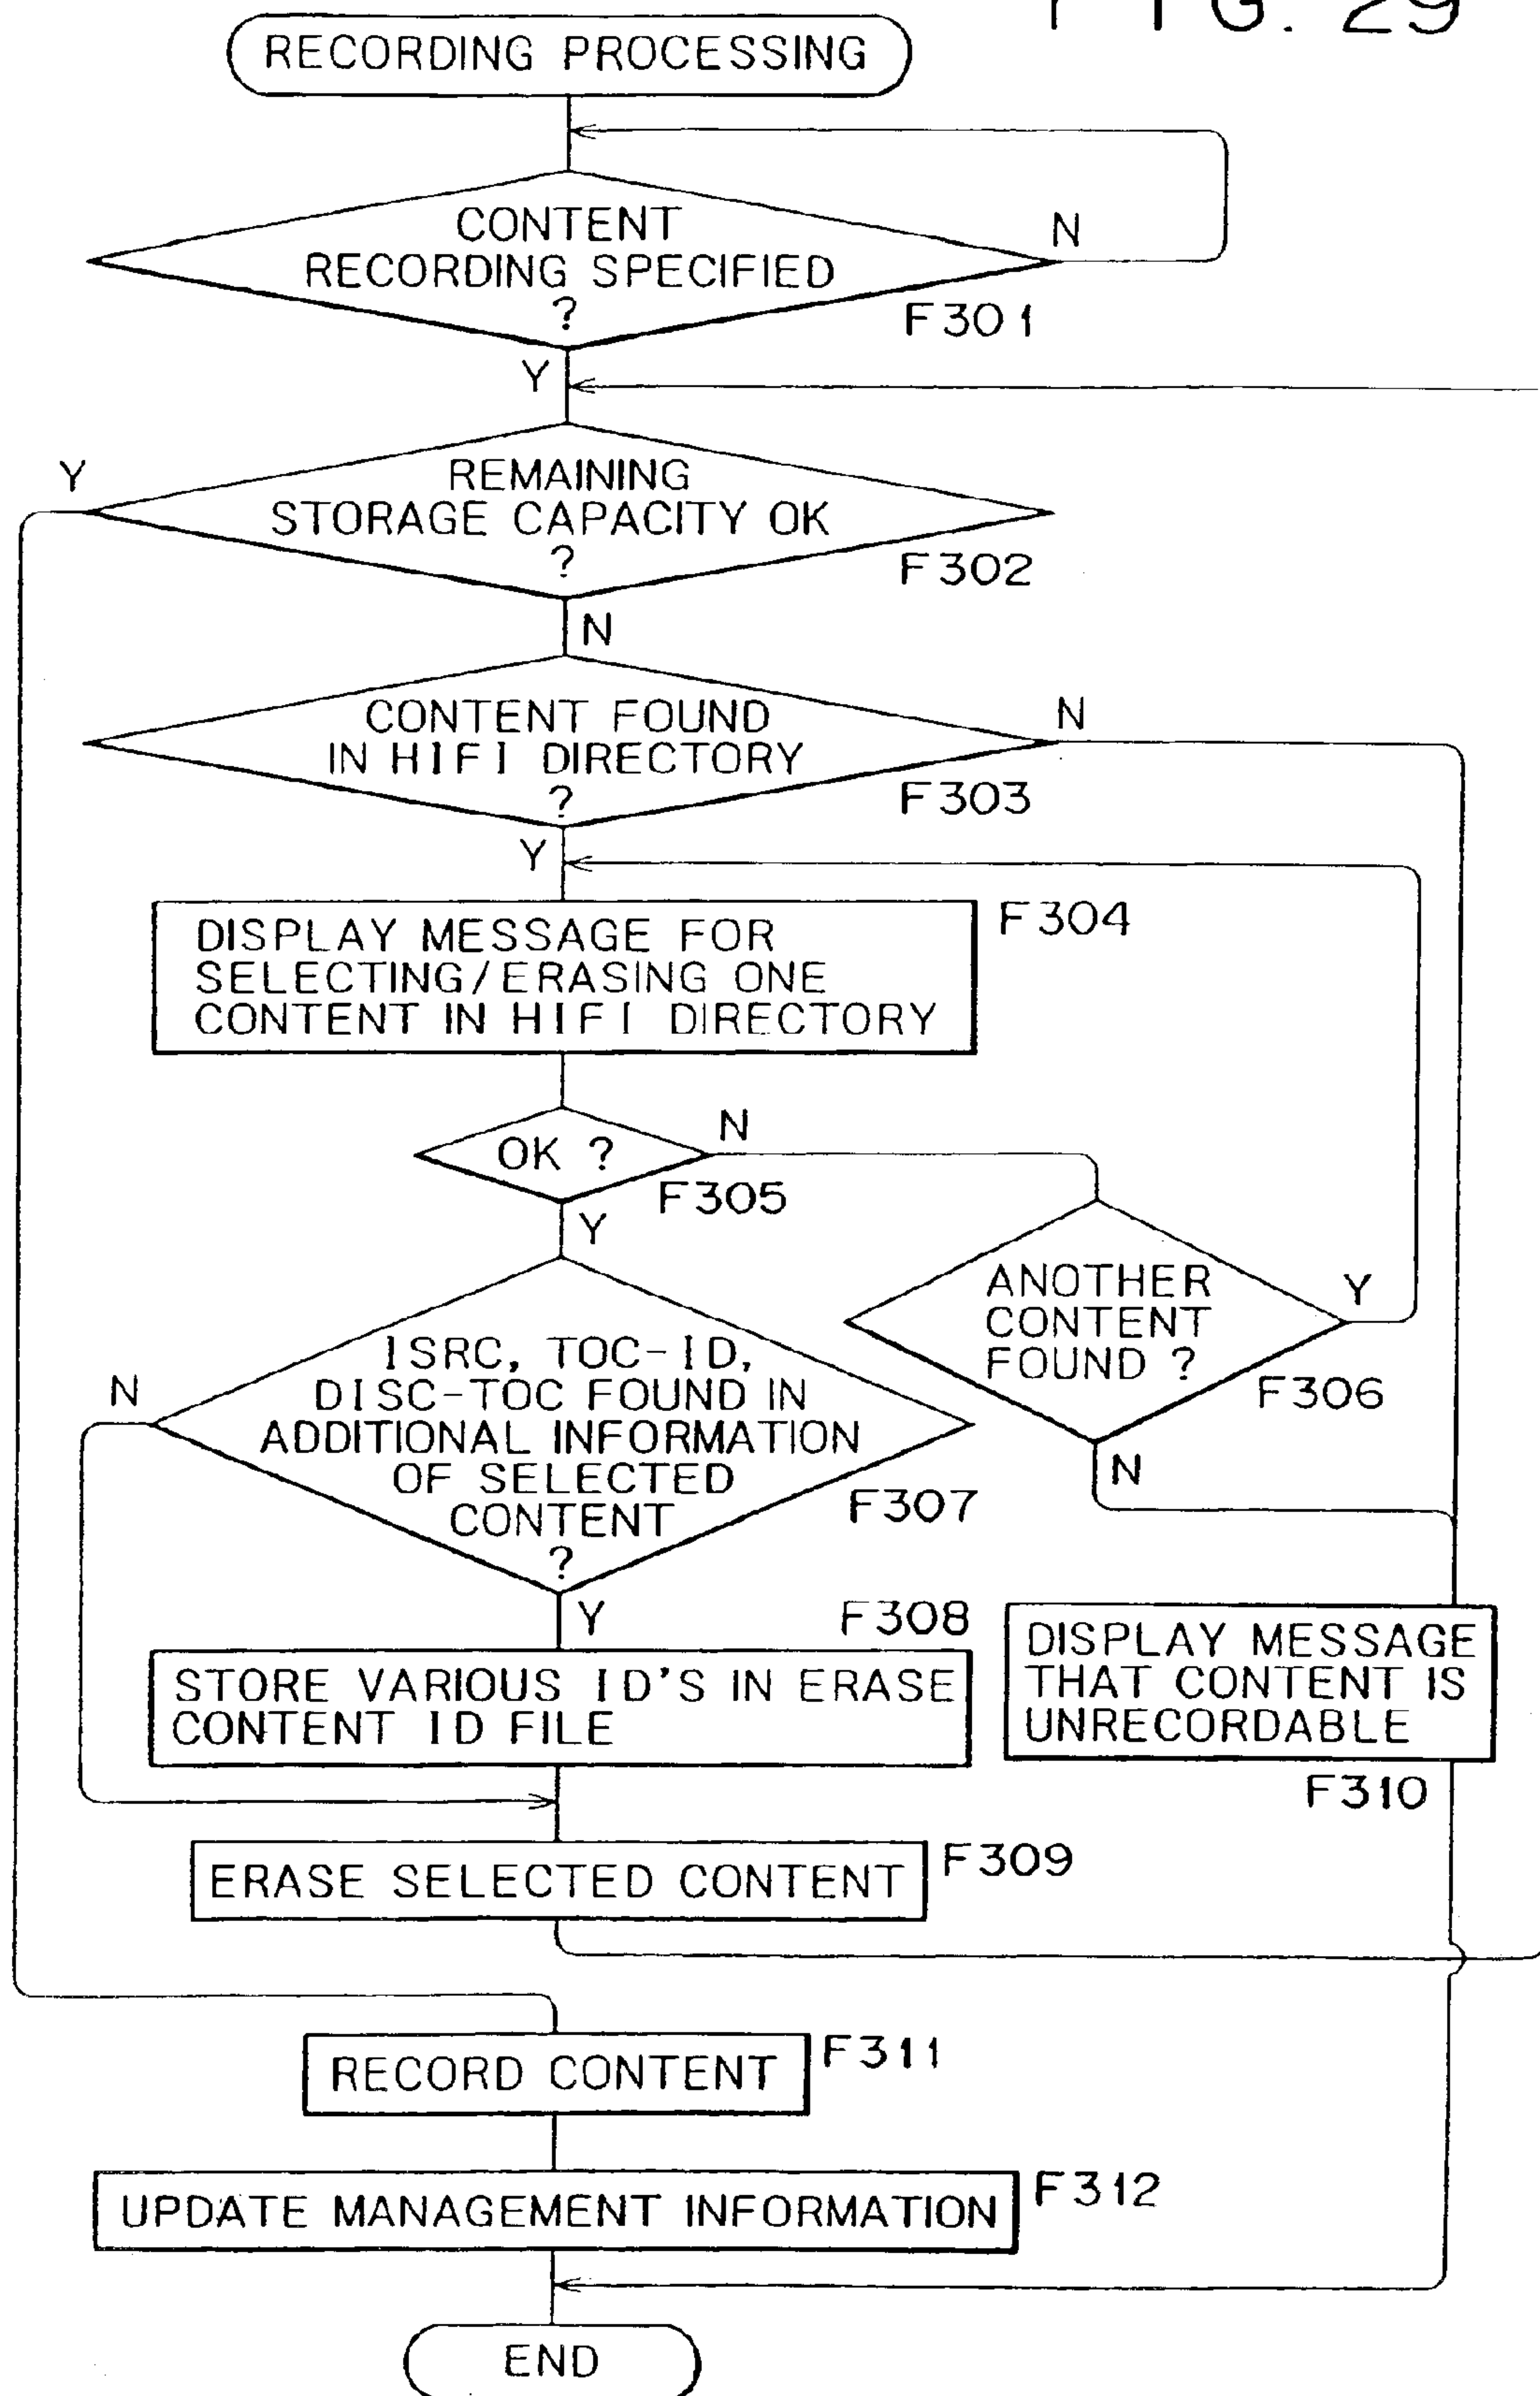 FIG. 29
RECORDING PROCESSING
CONTENT
RECORDING SPECIFIED
?
N
F301
Y
Y
REMAINING
STORAGE CAPACITY OK
?
F302
N
CONTENT FOUND
IN HIFI DIRECTORY
?
N
F303
Y
DISPLAY MESSAGE FOR
SELECTING/ERASING ONE
CONTENT IN HIFI DIRECTORY
F304
OK ?
N
F305
Y
ANOTHER
CONTENT
FOUND ?
Y
F306
N
ISRC, TOC-ID,
DISC-TOC FOUND IN
ADDITIONAL INFORMATION
OF SELECTED
CONTENT
?
N
F307
Y
F308
STORE VARIOUS ID'S IN ERASE
CONTENT ID FILE
DISPLAY MESSAGE
THAT CONTENT IS
UNRECORDABLE
F310
ERASE SELECTED CONTENT
F309
RECORD CONTENT
F311
UPDATE MANAGEMENT INFORMATION
F312
END